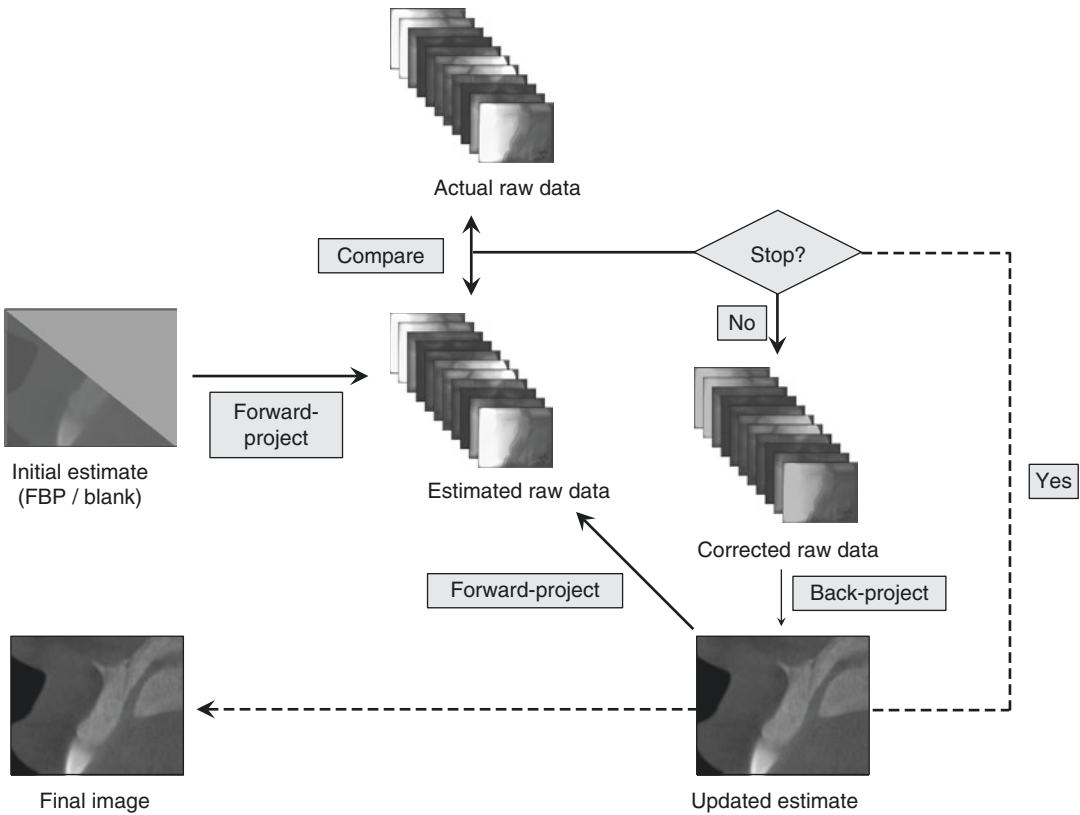 Actual raw data
Compare
Stop?
No
Forward-
project
Initial estimate
(FBP / blank)
Estimated raw data
Yes
Corrected raw data
Forward-project
Back-project
Final image
Updated estimate